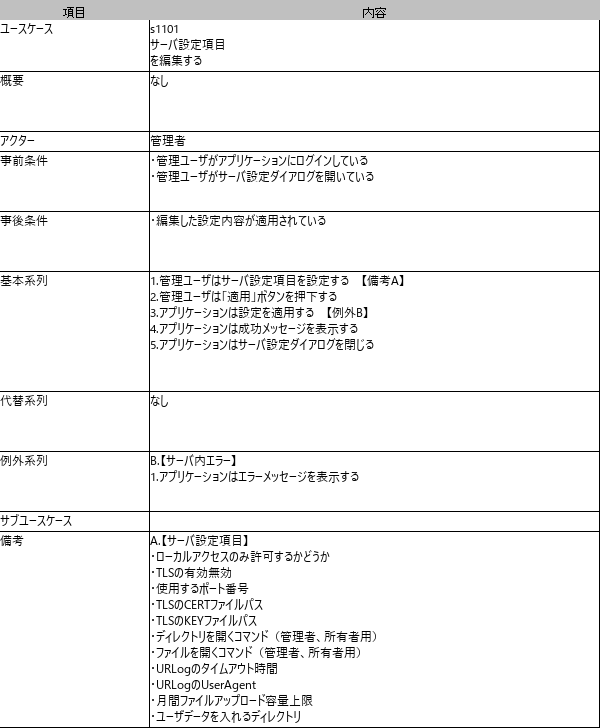 項目 内容
ユースケース s1101
サーバ設定項目
を編集する
概要 なし
アクター 管理者
事前条件 ・管理ユーザがアプリケーションにログインしている
・管理ユーザがサーバ設定ダイアログを開いている
事後条件 ・編集した設定内容が適用されている
基本系列 1.管理ユーザはサーバ設定項目を設定する 【備考A】
2.管理ユーザは「適用」ボタンを押下する
3.アプリケーションは設定を適用する 【例外B】
4.アプリケーションは成功メッセージを表示する
5.アプリケーションはサーバ設定ダイアログを閉じる
代替系列 なし
例外系列 B.【サーバ内エラー】
1.アプリケーションはエラーメッセージを表示する
サブユースケース
備考 A.【サーバ設定項目】
・ローカルアクセスのみ許可するかどうか
・TLSの有効無効
・使用するポート番号
・TLSのCERTファイルパス
・TLSのKEYファイルパス
・ディレクトリを開くコマンド（管理者、所有者用）
・ファイルを開くコマンド（管理者、所有者用）
・URLogのタイムアウト時間
・URLogのUserAgent
・月間ファイルアップロード容量上限
・ユーザデータを入れるディレクトリ